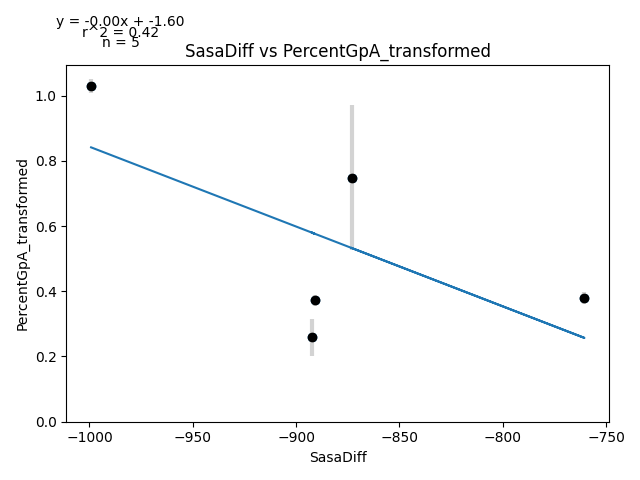 y = -0.00x + -1.60
r^2 = 0.42
n = 5
SasaDiff vs PercentGpA_transformed
1.0
0.8
0.6
0.4
0.2
0.0
PercentGpA_transformed
−1000
−950
−900
−850
−800
−750
SasaDiff